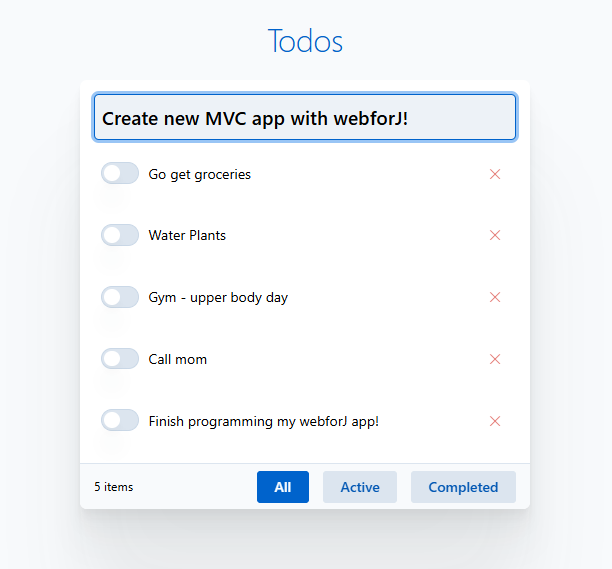 Todos
Create new MVC app with webforJ!
Go get groceries
Water Plants
Gym - upper body day
Call mom
Finish programming my webforJ app!
5 items All Active Completed